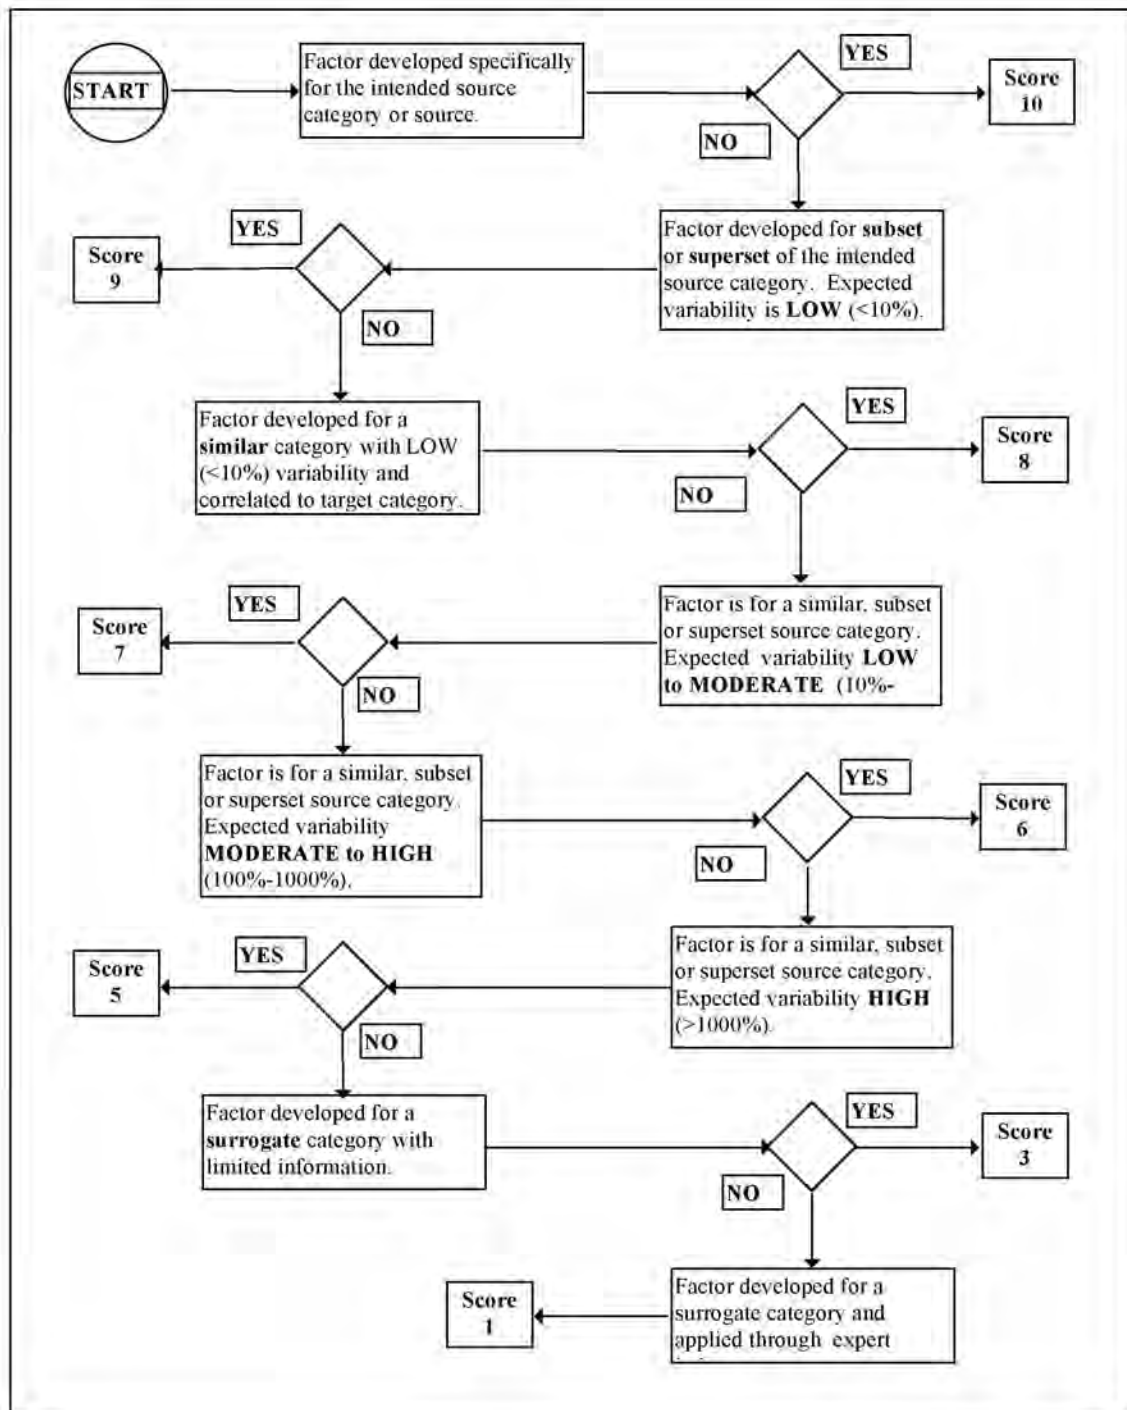 START
Factor developed specifically
for the intended source
category or source.
YES
Score
10
NO
Factor developed for subset
or superset of the intended
source category. Expected
variability is LOW (<10%).
YES
Score
9
NO
Factor developed for a
similar category with LOW
(<10%) variability and
correlated to target category.
YES
Score
8
NO
Factor is for a similar, subset
or superset source category.
Expected variability LOW
to MODERATE (10%-
YES
Score
7
NO
Factor is for a similar, subset
or superset source category.
Expected variability
MODERATE to HIGH
(100%-1000%).
YES
Score
6
NO
Factor is for a similar, subset
or superset source category.
Expected variability HIGH
(>1000%).
YES
Score
5
NO
Factor developed for a
surrogate category with
limited information.
YES
Score
3
NO
Factor developed for a
surrogate category and
applied through expert
Score
1